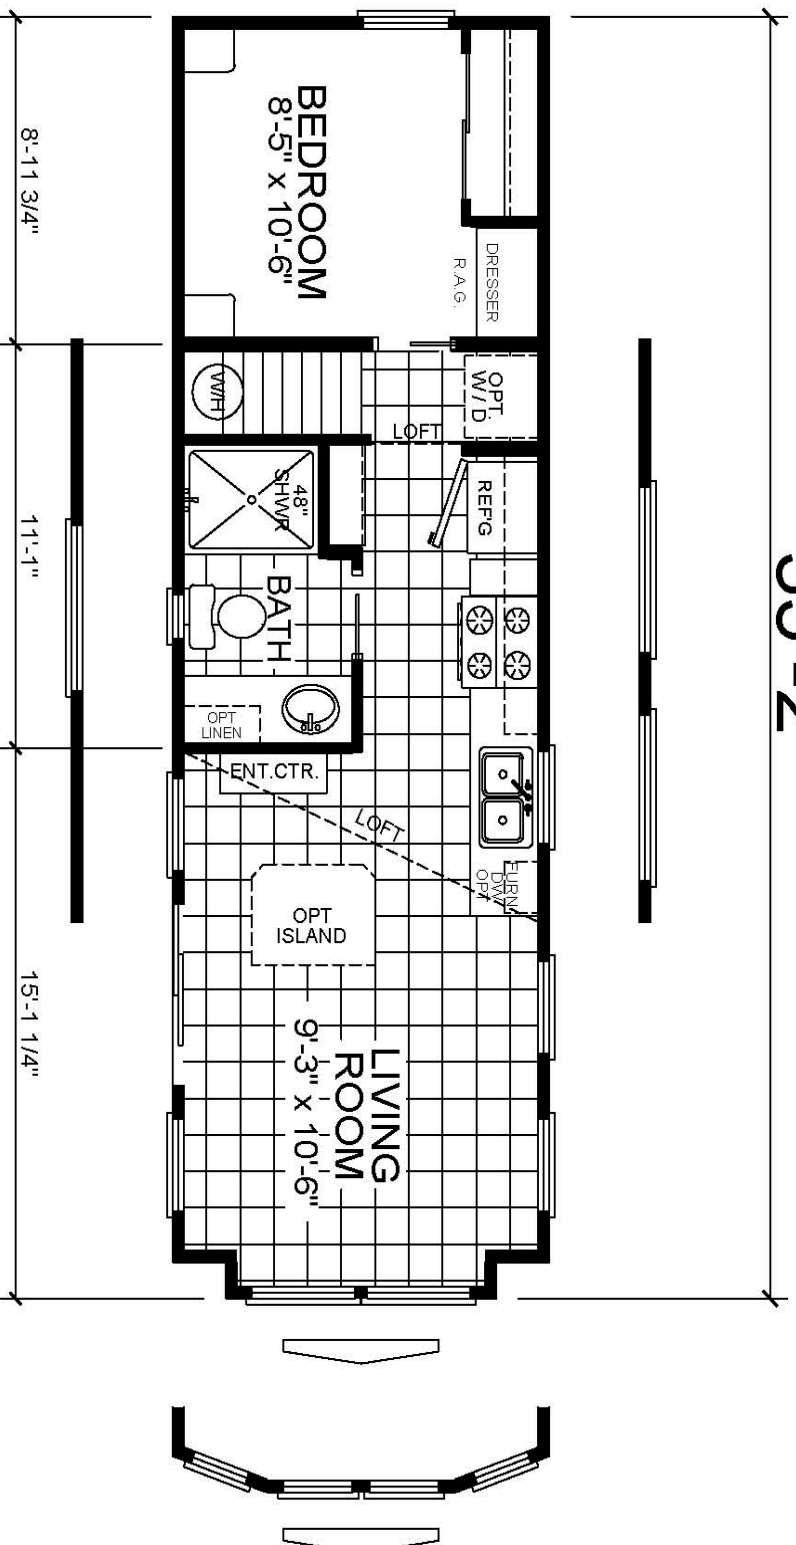 BEDROOM
8'-5" x 10'-6"
DRESSER
R.A.G.
8'-11 3/4"
W/H
OPT.
W / D
LOFT
48"
SHWR
REF'G
11'-1"
BATH
OPT
LINEN
ENT.CTR.
LOFT
FURN
DW
OPT
OPT
ISLAND
15'-1 1/4"
LIVING
ROOM
9'-3" x 10'-6"